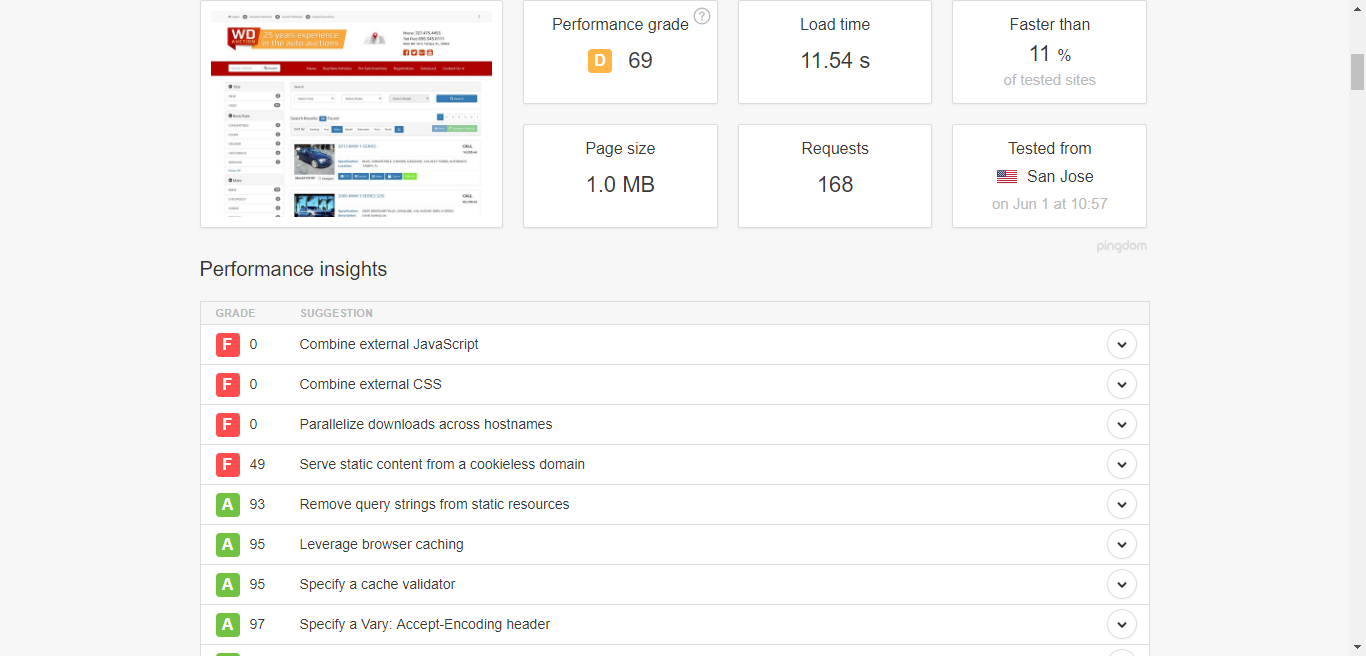 WD
AUCTION
25 years experience
in the auto auctions
Performance grade ?
D 69
Load time
11.54 s
Faster than
11 %
of tested sites
Page size
1.0 MB
Requests
168
Tested from
San Jose
on Jun 1 at 10:57
pingdom
Performance insights
GRADE SUGGESTION
F 0 Combine external JavaScript
F 0 Combine external CSS
F 0 Parallelize downloads across hostnames
F 49 Serve static content from a cookieless domain
A 93 Remove query strings from static resources
A 95 Leverage browser caching
A 95 Specify a cache validator
A 97 Specify a Vary: Accept-Encoding header